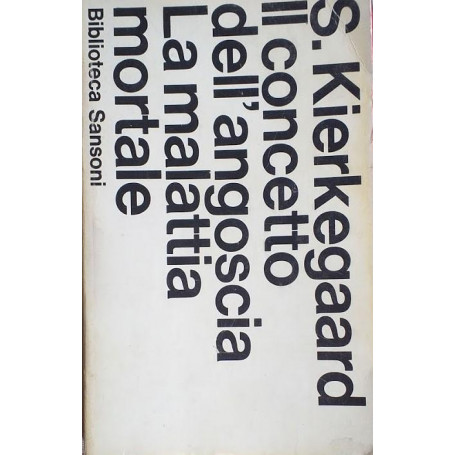 S. Kierkegaard
Il concetto
dell'angoscia
La malattia
mortale
Biblioteca Sansoni